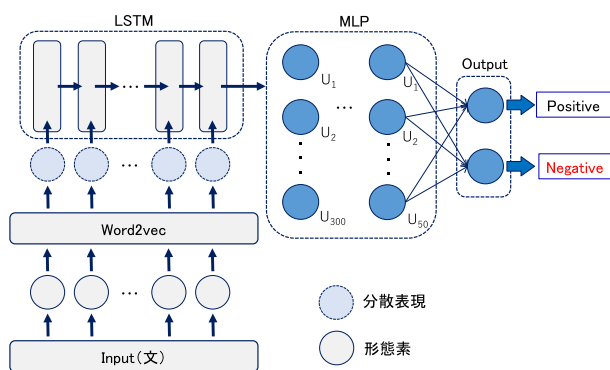 LSTM
MLP
Output
U1
U1
U2
U2
U300
U50
...
...
...
Positive
Negative
Word2vec
...
Input(文)
分散表現
形態素